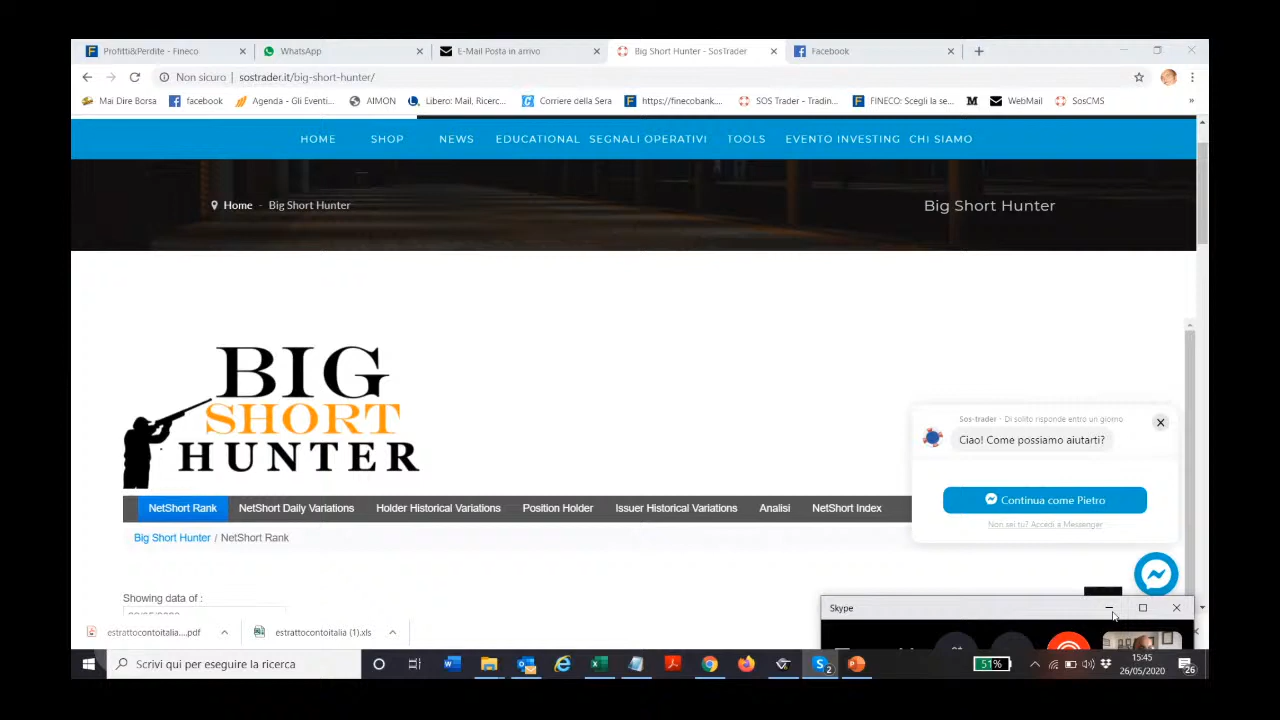 Profitti&Perdite - Fineco
WhatsApp
E-Mail Posta in arrivo
Big Short Hunter - SosTrader
Facebook
Non sicuro | sostrader.it/big-short-hunter/
Mai Dire Borsa
facebook
Agenda - Gli Eventi...
AIMON
Libero: Mail, Ricerc...
Corriere della Sera
https://finecobank....
SOS Trader - Tradin...
FINECO: Scegli la se...
M
WebMail
SosCMS
»
HOME
SHOP
NEWS
EDUCATIONAL
SEGNALI OPERATIVI
TOOLS
EVENTO INVESTING
CHI SIAMO
Home - Big Short Hunter
Big Short Hunter
BIG
SHORT
HUNTER
Sos-trader - Di solito risponde entro un giorno
Ciao! Come possiamo aiutarti?
Continua come Pietro
Non sei tu? Accedi a Messenger
NetShort Rank
NetShort Daily Variations
Holder Historical Variations
Position Holder
Issuer Historical Variations
Analisi
NetShort Index
Big Short Hunter / NetShort Rank
Showing data of :
Skype
estrattocontoitalia....pdf
estrattocontoitalia (1).xls
Scrivi qui per eseguire la ricerca
51%
15:45
26/05/2020
26